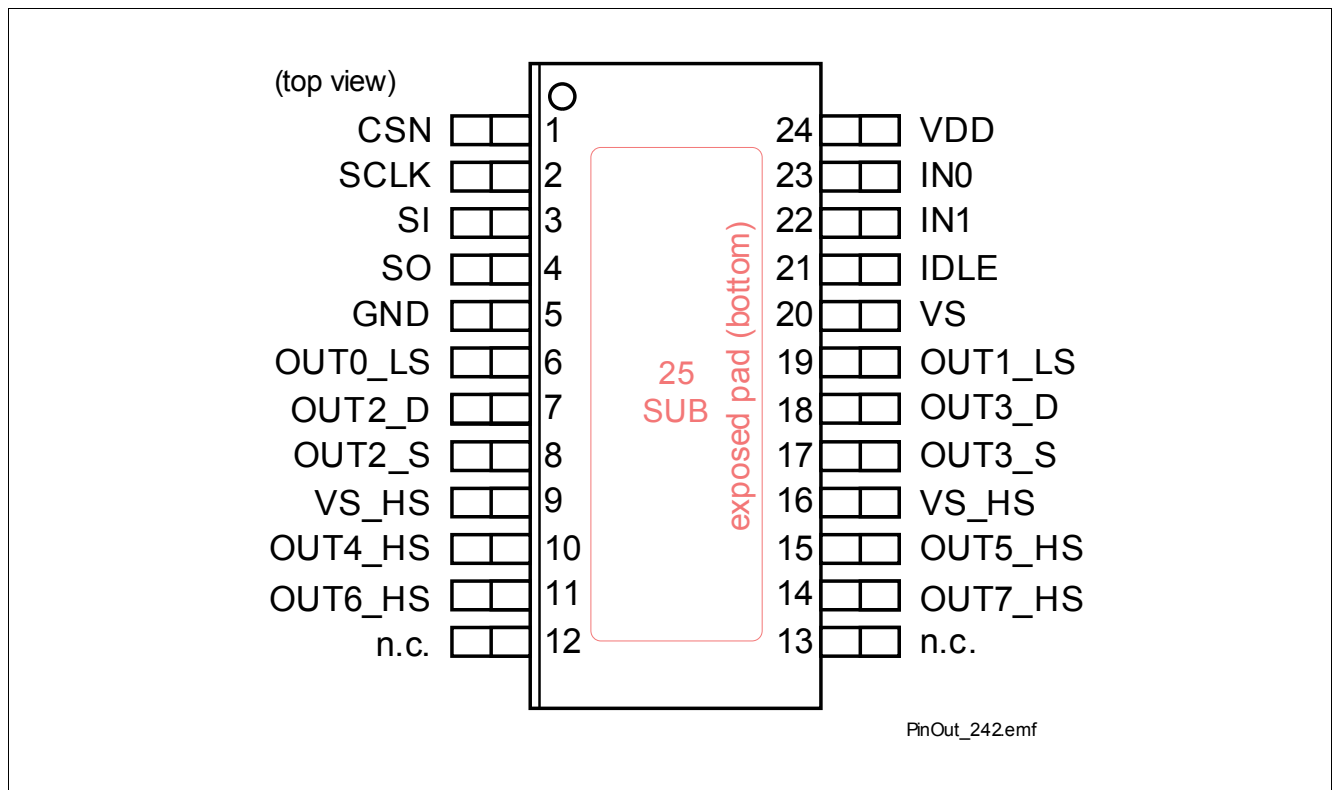 (top view)
CSN 1 24 VDD
SCLK 2 23 IN0
SI 3 22 IN1
SO 4 21 IDLE
GND 5 20 VS
OUT0_LS 6 19 OUT1_LS
OUT2_D 7 18 OUT3_D
OUT2_S 8 17 OUT3_S
VS_HS 9 16 VS_HS
OUT4_HS 10 15 OUT5_HS
OUT6_HS 11 14 OUT7_HS
n.c. 12 13 n.c.
25
SUB
exposed pad (bottom)
PinOut_242.emf